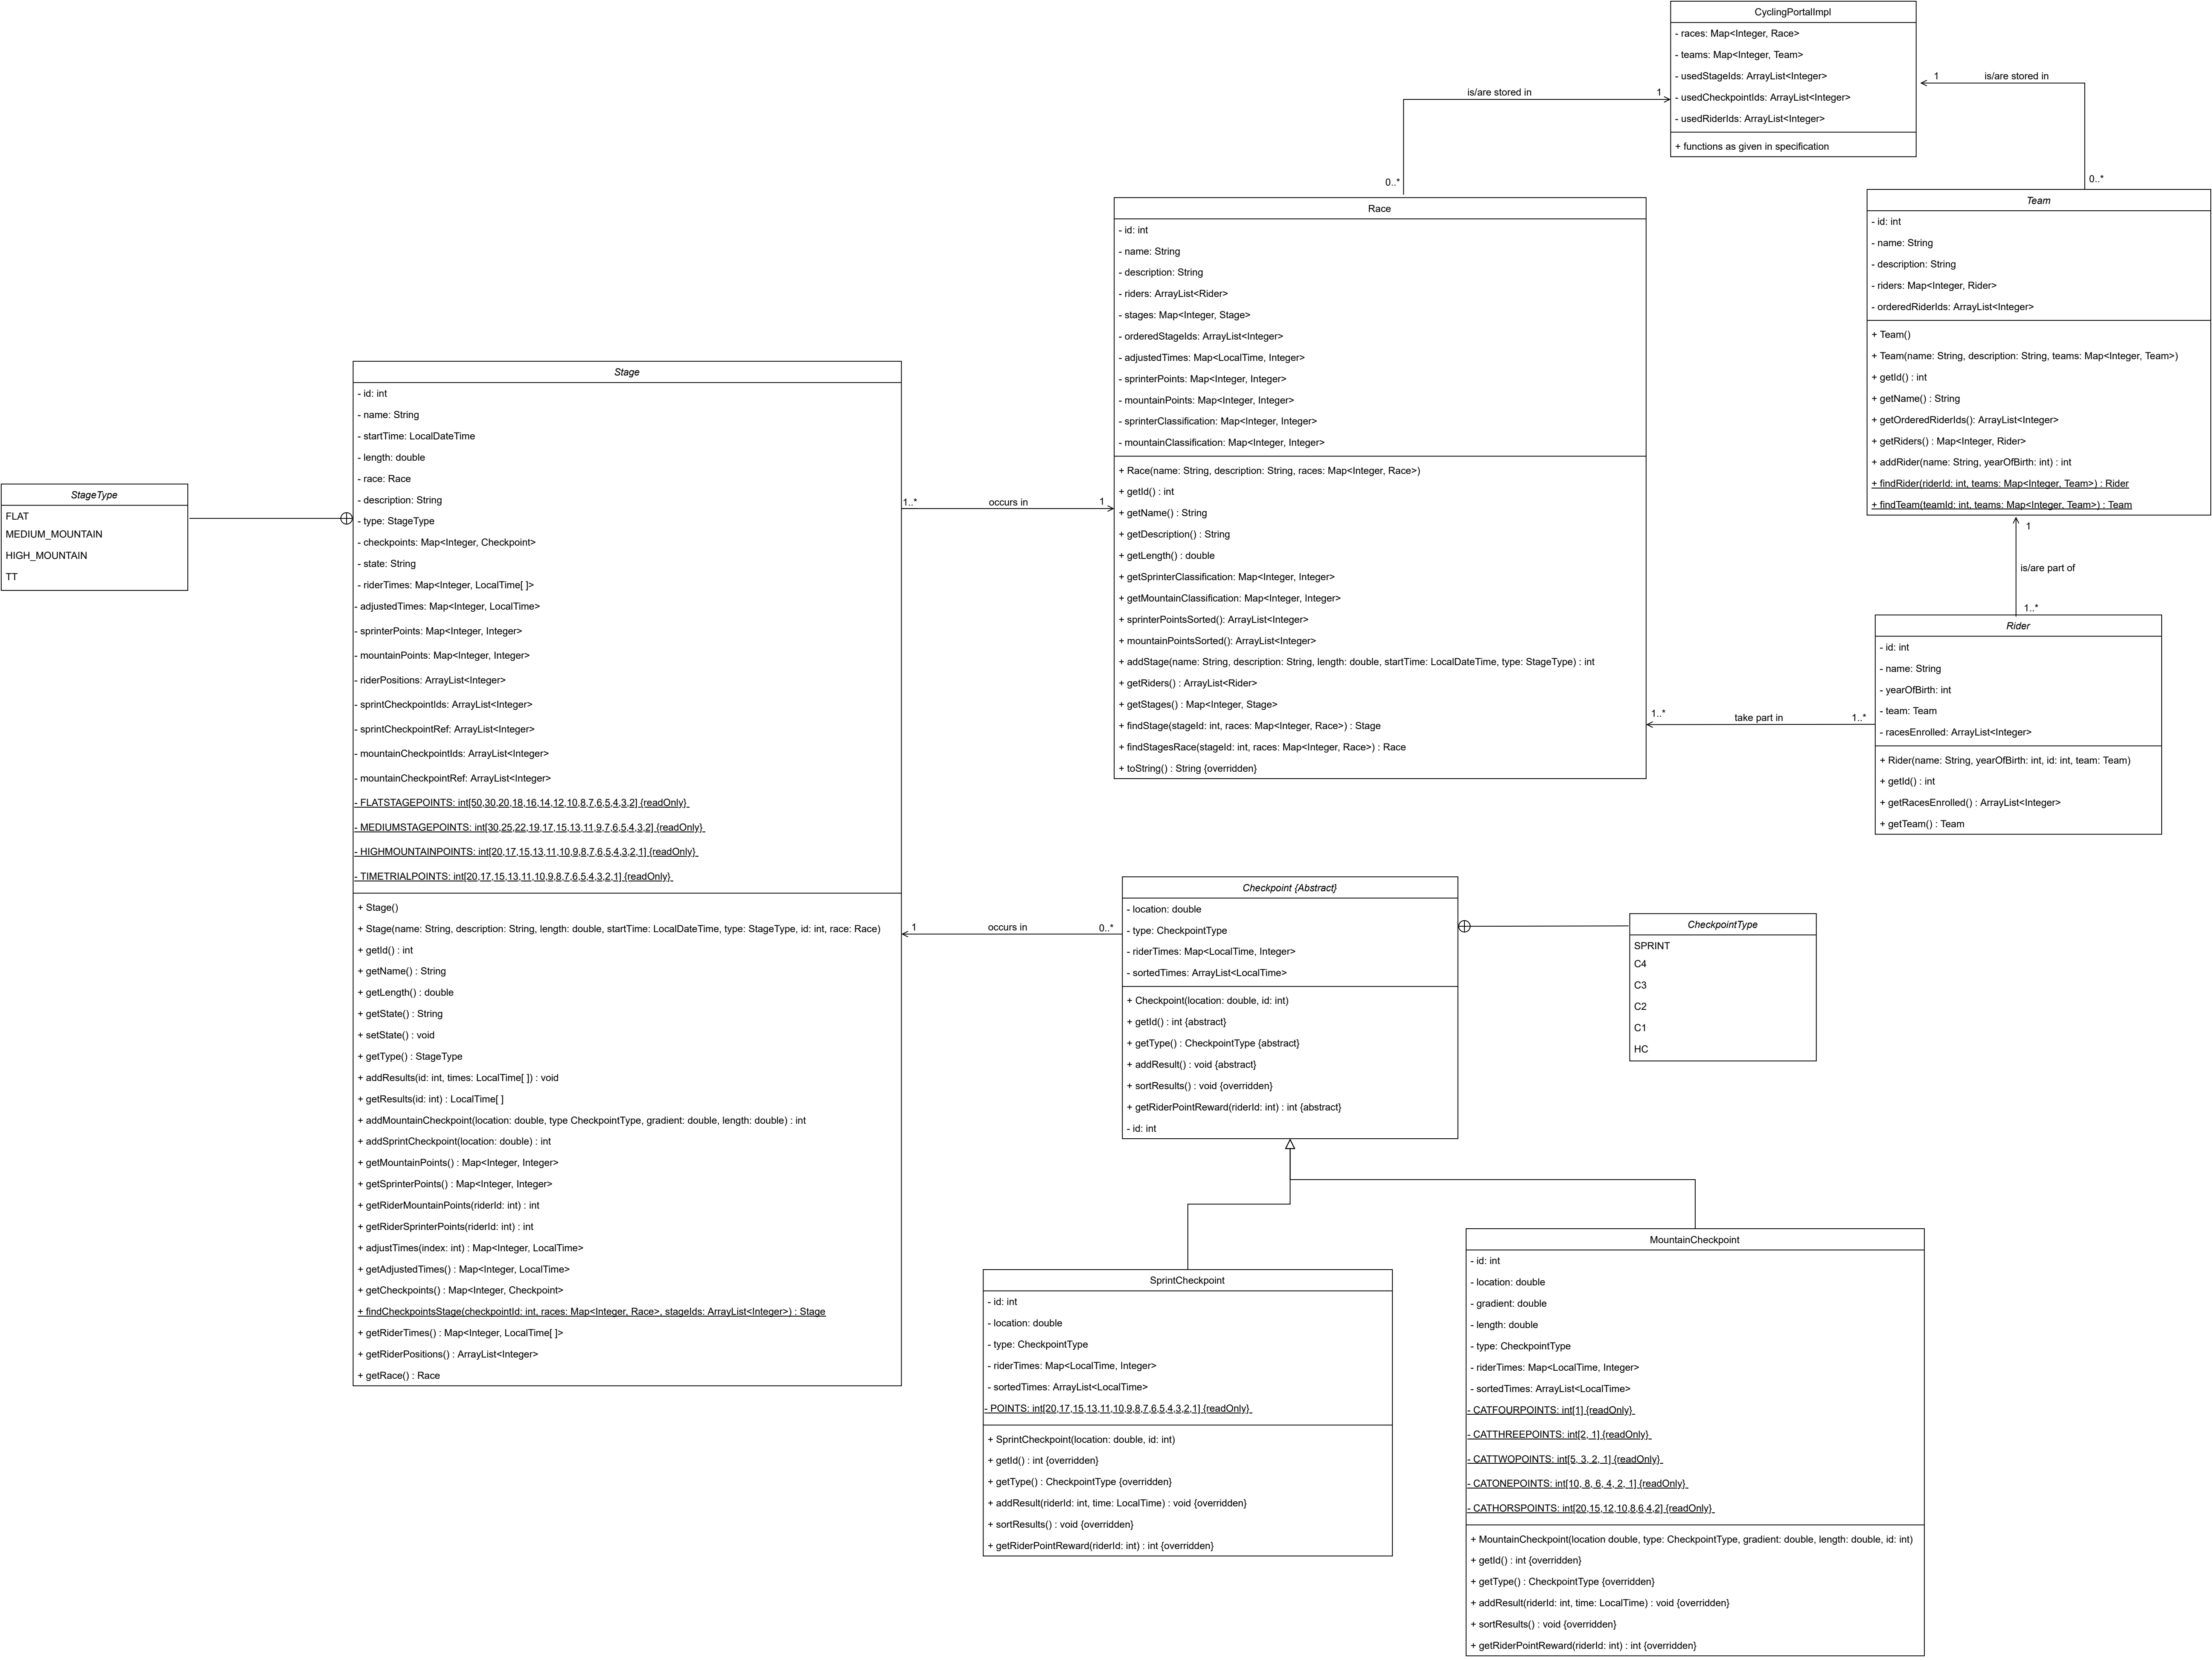 CyclingPortalImpl
- races: Map<Integer, Race>
- teams: Map<Integer, Team>
- usedStageIds: ArrayList<Integer>
- usedCheckpointIds: ArrayList<Integer>
- usedRiderIds: ArrayList<Integer>
+ functions as given in specification
is/are stored in
1
0..*
1
is/are stored in
0..*
Team
- id: int
- name: String
- description: String
- riders: Map<Integer, Rider>
- orderedRiderIds: ArrayList<Integer>
+ Team()
+ Team(name: String, description: String, teams: Map<Integer, Team>)
+ getId() : int
+ getName() : String
+ getOrderedRiderIds(): ArrayList<Integer>
+ getRiders() : Map<Integer, Rider>
+ addRider(name: String, yearOfBirth: int) : int
+ findRider(riderId: int, teams: Map<Integer, Team>) : Rider
+ findTeam(teamId: int, teams: Map<Integer, Team>) : Team
1
is/are part of
1..*
Rider
- id: int
- name: String
- yearOfBirth: int
- team: Team
- racesEnrolled: ArrayList<Integer>
+ Rider(name: String, yearOfBirth: int, id: int, team: Team)
+ getId() : int
+ getRacesEnrolled() : ArrayList<Integer>
+ getTeam() : Team
1..*
take part in
1..*
Race
- id: int
- name: String
- description: String
- riders: ArrayList<Rider>
- stages: Map<Integer, Stage>
- orderedStageIds: ArrayList<Integer>
- adjustedTimes: Map<LocalTime, Integer>
- sprinterPoints: Map<Integer, Integer>
- mountainPoints: Map<Integer, Integer>
- sprinterClassification: Map<Integer, Integer>
- mountainClassification: Map<Integer, Integer>
+ Race(name: String, description: String, races: Map<Integer, Race>)
+ getId() : int
+ getName() : String
+ getDescription() : String
+ getLength() : double
+ getSprinterClassification: Map<Integer, Integer>
+ getMountainClassification: Map<Integer, Integer>
+ sprinterPointsSorted(): ArrayList<Integer>
+ mountainPointsSorted(): ArrayList<Integer>
+ addStage(name: String, description: String, length: double, startTime: LocalDateTime, type: StageType) : int
+ getRiders() : ArrayList<Rider>
+ getStages() : Map<Integer, Stage>
+ findStage(stageId: int, races: Map<Integer, Race>) : Stage
+ findStagesRace(stageId: int, races: Map<Integer, Race>) : Race
+ toString() : String {overridden}
1..*
occurs in
1
StageType
FLAT
MEDIUM_MOUNTAIN
HIGH_MOUNTAIN
TT
Stage
- id: int
- name: String
- startTime: LocalDateTime
- length: double
- race: Race
- description: String
- type: StageType
- checkpoints: Map<Integer, Checkpoint>
- state: String
- riderTimes: Map<Integer, LocalTime[ ]>
- adjustedTimes: Map<Integer, LocalTime>
- sprinterPoints: Map<Integer, Integer>
- mountainPoints: Map<Integer, Integer>
- riderPositions: ArrayList<Integer>
- sprintCheckpointIds: ArrayList<Integer>
- sprintCheckpointRef: ArrayList<Integer>
- mountainCheckpointIds: ArrayList<Integer>
- mountainCheckpointRef: ArrayList<Integer>
- FLATSTAGEPOINTS: int[50,30,20,18,16,14,12,10,8,7,6,5,4,3,2] {readOnly}
- MEDIUMSTAGEPOINTS: int[30,25,22,19,17,15,13,11,9,7,6,5,4,3,2] {readOnly}
- HIGHMOUNTAINPOINTS: int[20,17,15,13,11,10,9,8,7,6,5,4,3,2,1] {readOnly}
- TIMETRIALPOINTS: int[20,17,15,13,11,10,9,8,7,6,5,4,3,2,1] {readOnly}
+ Stage()
+ Stage(name: String, description: String, length: double, startTime: LocalDateTime, type: StageType, id: int, race: Race)
+ getId() : int
+ getName() : String
+ getLength() : double
+ getState() : String
+ setState() : void
+ getType() : StageType
+ addResults(id: int, times: LocalTime[ ]) : void
+ getResults(id: int) : LocalTime[ ]
+ addMountainCheckpoint(location: double, type CheckpointType, gradient: double, length: double) : int
+ addSprintCheckpoint(location: double) : int
+ getMountainPoints() : Map<Integer, Integer>
+ getSprinterPoints() : Map<Integer, Integer>
+ getRiderMountainPoints(riderId: int) : int
+ getRiderSprinterPoints(riderId: int) : int
+ adjustTimes(index: int) : Map<Integer, LocalTime>
+ getAdjustedTimes() : Map<Integer, LocalTime>
+ getCheckpoints() : Map<Integer, Checkpoint>
+ findCheckpointsStage(checkpointId: int, races: Map<Integer, Race>, stageIds: ArrayList<Integer>) : Stage
+ getRiderTimes() : Map<Integer, LocalTime[ ]>
+ getRiderPositions() : ArrayList<Integer>
+ getRace() : Race
1
occurs in
0..*
Checkpoint {Abstract}
- location: double
- type: CheckpointType
- riderTimes: Map<LocalTime, Integer>
- sortedTimes: ArrayList<LocalTime>
+ Checkpoint(location: double, id: int)
+ getId() : int {abstract}
+ getType() : CheckpointType {abstract}
+ addResult() : void {abstract}
+ sortResults() : void {overridden}
+ getRiderPointReward(riderId: int) : int {abstract}
- id: int
CheckpointType
SPRINT
C4
C3
C2
C1
HC
SprintCheckpoint
- id: int
- location: double
- type: CheckpointType
- riderTimes: Map<LocalTime, Integer>
- sortedTimes: ArrayList<LocalTime>
- POINTS: int[20,17,15,13,11,10,9,8,7,6,5,4,3,2,1] {readOnly}
+ SprintCheckpoint(location: double, id: int)
+ getId() : int {overridden}
+ getType() : CheckpointType {overridden}
+ addResult(riderId: int, time: LocalTime) : void {overridden}
+ sortResults() : void {overridden}
+ getRiderPointReward(riderId: int) : int {overridden}
MountainCheckpoint
- id: int
- location: double
- gradient: double
- length: double
- type: CheckpointType
- riderTimes: Map<LocalTime, Integer>
- sortedTimes: ArrayList<LocalTime>
- CATFOURPOINTS: int[1] {readOnly}
- CATTHREEPOINTS: int[2, 1] {readOnly}
- CATTWOPOINTS: int[5, 3, 2, 1] {readOnly}
- CATONEPOINTS: int[10, 8, 6, 4, 2, 1] {readOnly}
- CATHORSPOINTS: int[20,15,12,10,8,6,4,2] {readOnly}
+ MountainCheckpoint(location double, type: CheckpointType, gradient: double, length: double, id: int)
+ getId() : int {overridden}
+ getType() : CheckpointType {overridden}
+ addResult(riderId: int, time: LocalTime) : void {overridden}
+ sortResults() : void {overridden}
+ getRiderPointReward(riderId: int) : int {overridden}